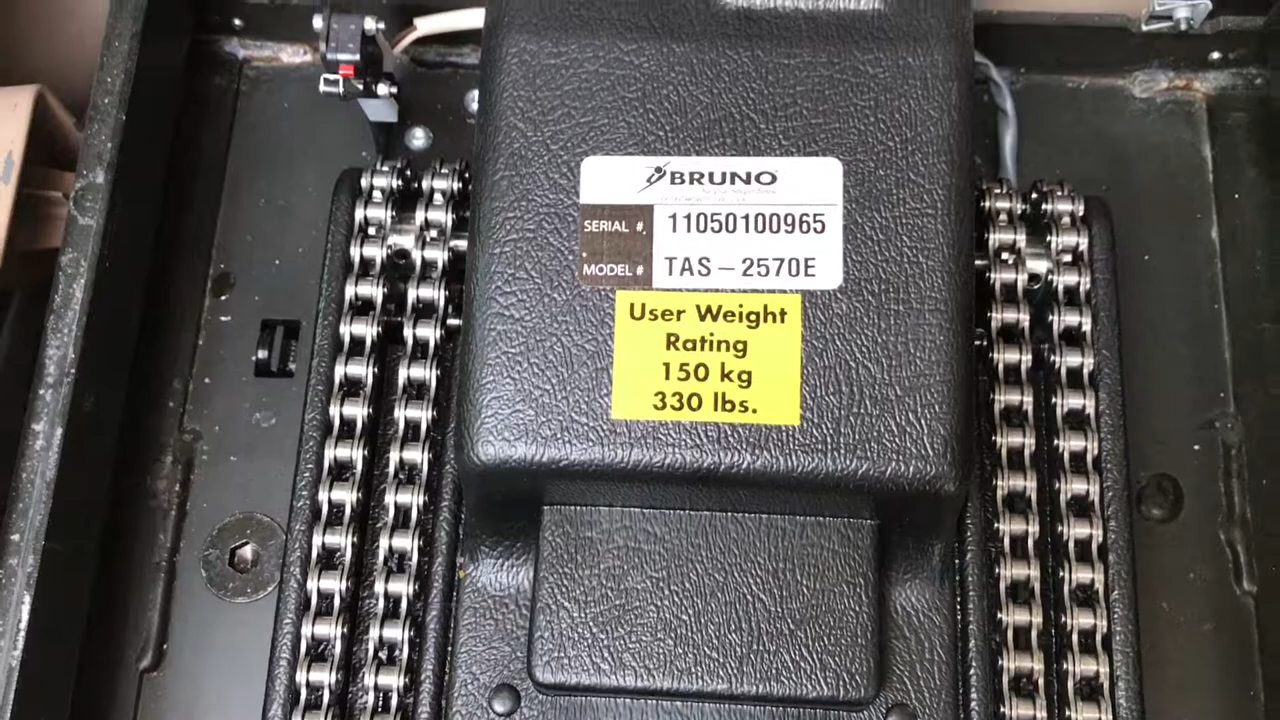 BRUNO
SERIAL #. 11050100965
MODEL # TAS-2570E
User Weight
Rating
150 kg
330 lbs.